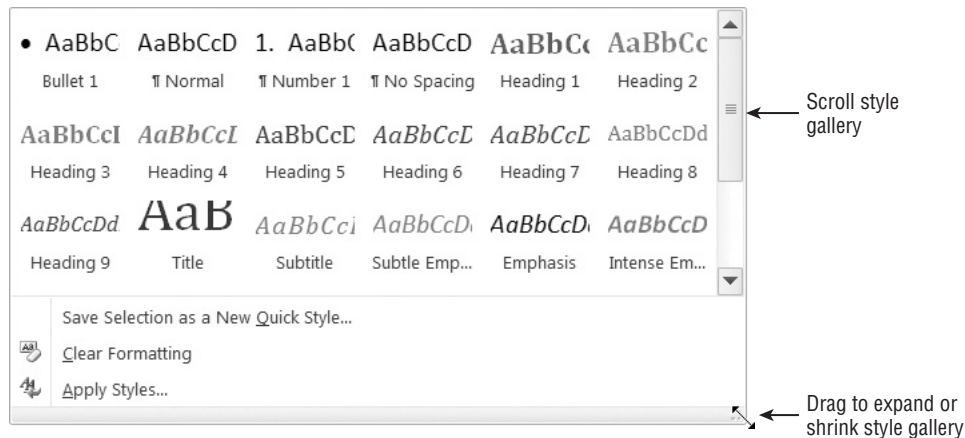 • AaBbC AaBbCcD 1. AaBb( AaBbCcD AaBbCc AaBbCc
Bullet 1 ¶ Normal ¶ Number 1 ¶ No Spacing Heading 1 Heading 2
Scroll style
gallery
AaBbCcI AaBbCcI AaBbCcD AaBbCcD AaBbCcD AaBbCcDd
Heading 3 Heading 4 Heading 5 Heading 6 Heading 7 Heading 8
AaBbCcDd AaB AaBbCcl AaBbCcD AaBbCcD AaBbCcD
Heading 9 Title Subtitle Subtle Emp... Emphasis Intense Em...
Save Selection as a New Quick Style...
Clear Formatting
Apply Styles...
Drag to expand or
shrink style gallery